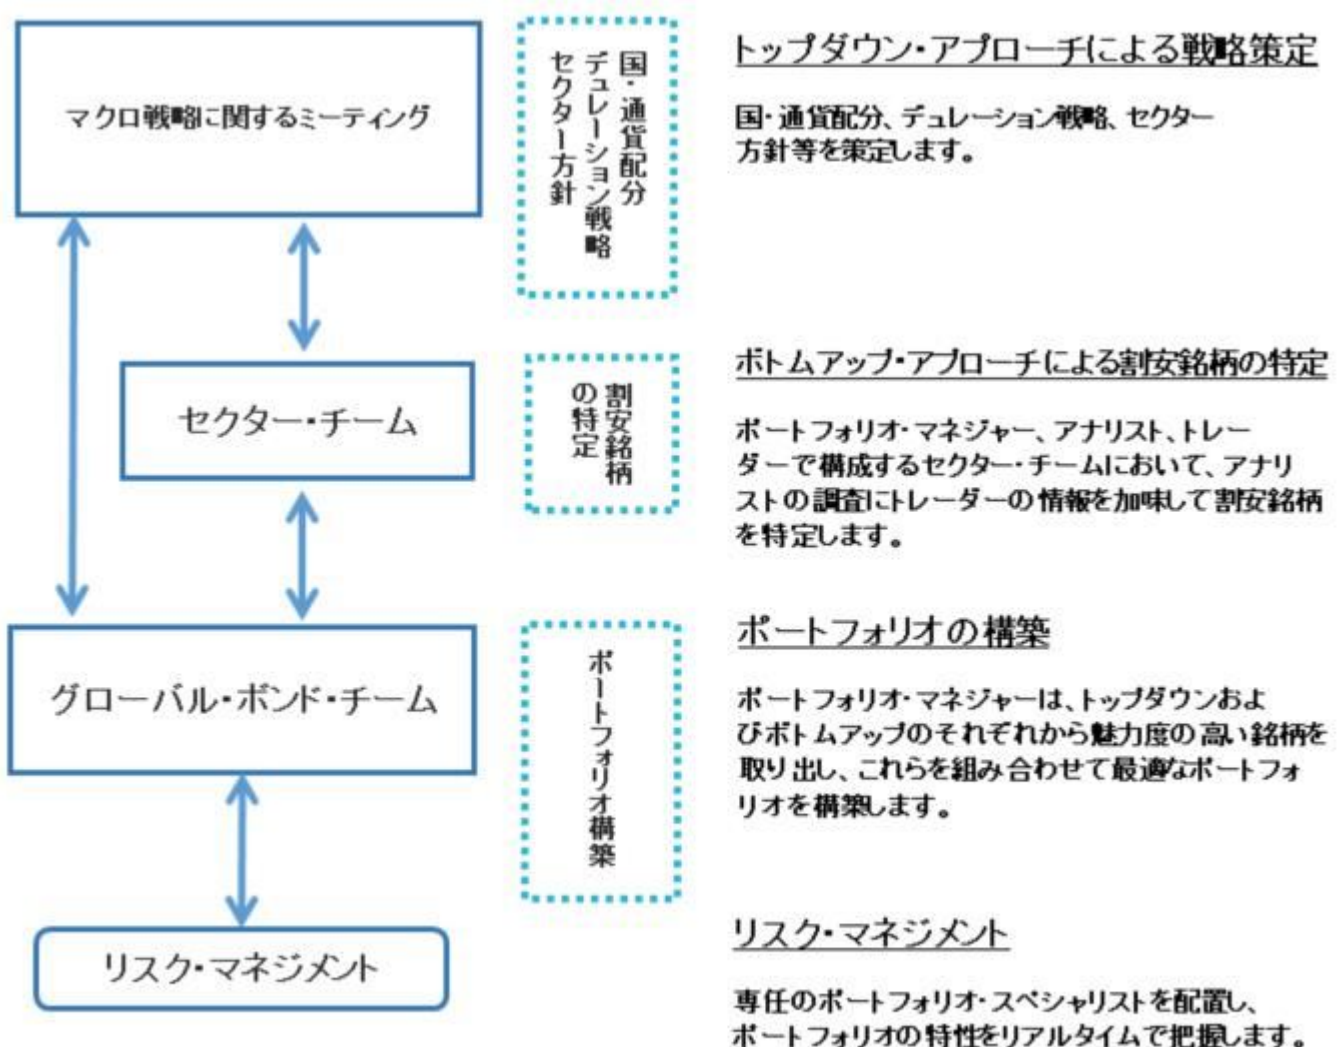 マクロ戦略に関するミーティング
国・通貨配分
デュレーション戦略
セクター方針
トップダウン・アプローチによる戦略策定
国・通貨配分、デュレーション戦略、セクター
方針等を策定します。
セクター・チーム
割安銘柄
の特定
ボトムアップ・アプローチによる割安銘柄の特定
ポートフォリオ・マネジャー、アナリスト、トレー
ダーで構成するセクター・チームにおいて、アナリ
ストの調査にトレーダーの情報を加味して割安銘柄
を特定します。
グローバル・ボンド・チーム
ポートフォリオ構築
ポートフォリオの構築
ポートフォリオ・マネジャーは、トップダウンおよ
びボトムアップのそれぞれから魅力度の高い銘柄を
取り出し、これらを組み合わせて最適なポートフォ
リオを構築します。
リスク・マネジメント
リスク・マネジメント
専任のポートフォリオ・スペシャリストを配置し、
ポートフォリオの特性をリアルタイムで把握します。